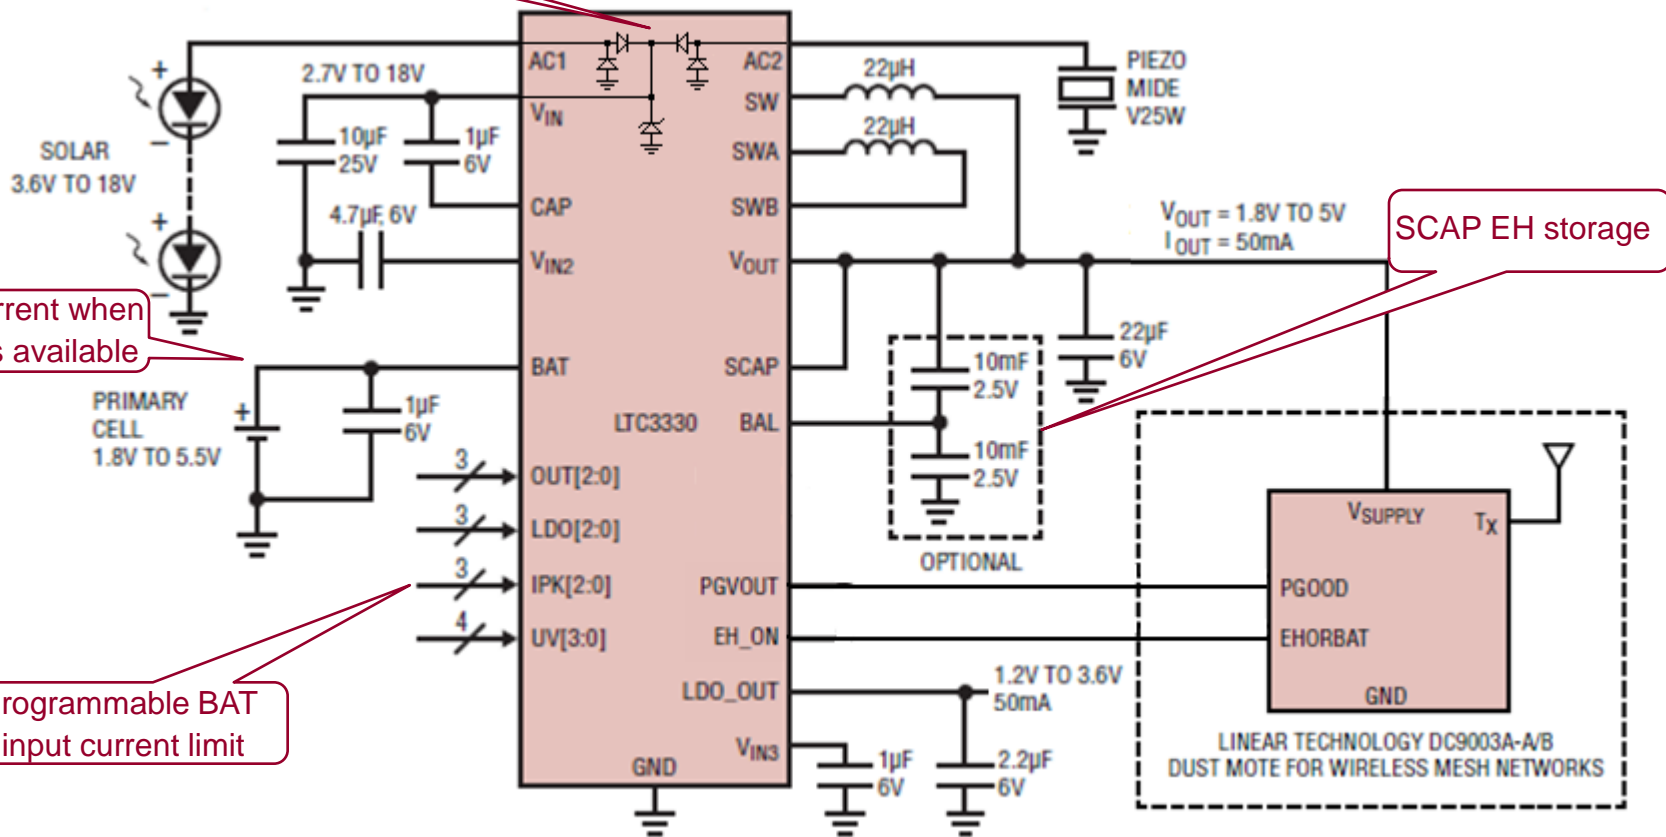 AC1
AC2
PIEZO
MIDE
V25W
+
2.7V TO 18V
22µH
SW
VIN
10µF
25V
1µF
6V
22µH
SWA
−
SOLAR
3.6V TO 18V
+
−
CAP
SWB
4.7µF, 6V
VIN2
VOUT
VOUT = 1.8V TO 5V
IOUT = 50mA
SCAP EH storage
rrent when
s available
22µF
6V
BAT
SCAP
10mF
2.5V
PRIMARY
CELL
1.8V TO 5.5V
+
1µF
6V
LTC3330
BAL
10mF
2.5V
3
OUT[2:0]
3
LDO[2:0]
OPTIONAL
VSUPPLY
TX
3
IPK[2:0]
PGVOUT
PGOOD
4
UV[3:0]
EH_ON
EHORBAT
LDO_OUT
1.2V TO 3.6V
50mA
GND
rogrammable BAT
input current limit
VIN3
GND
1µF
6V
2.2µF
6V
LINEAR TECHNOLOGY DC9003A-A/B
DUST MOTE FOR WIRELESS MESH NETWORKS